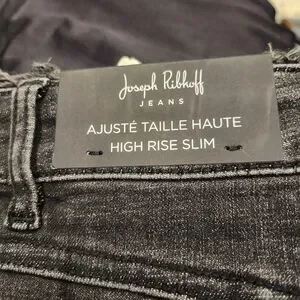 Joseph Ribkoff
JEANS
AJUSTÉ TAILLE HAUTE
HIGH RISE SLIM